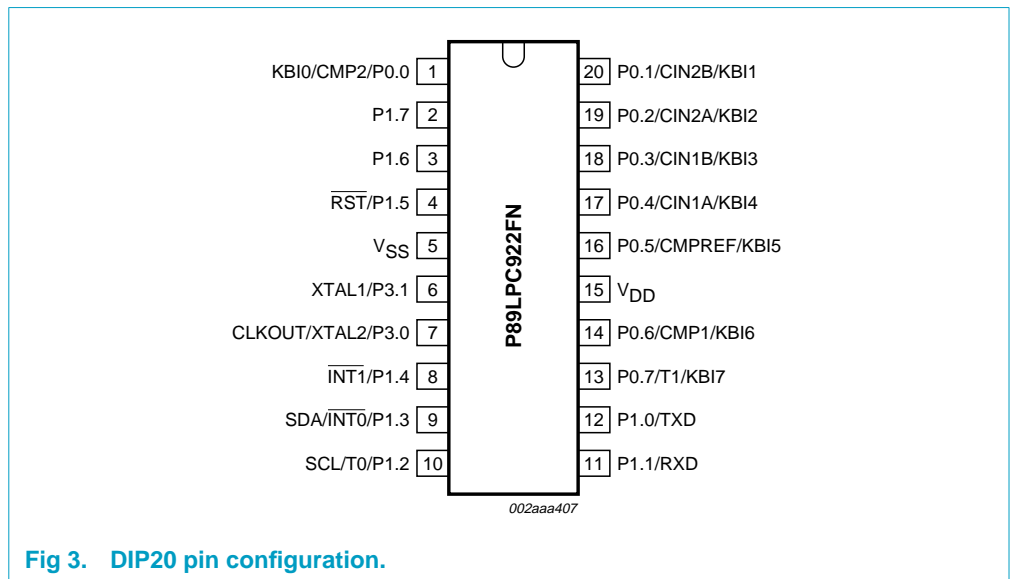 KBI0/CMP2/P0.0 1 20 P0.1/CIN2B/KBI1
P1.7 2 19 P0.2/CIN2A/KBI2
P1.6 3 18 P0.3/CIN1B/KBI3
R̅S̅T̅/P1.5 4 17 P0.4/CIN1A/KBI4
VSS 5 16 P0.5/CMPREF/KBI5
XTAL1/P3.1 6 15 VDD
CLKOUT/XTAL2/P3.0 7 14 P0.6/CMP1/KBI6
I̅N̅T̅1̅/P1.4 8 13 P0.7/T1/KBI7
SDA/I̅N̅T̅0̅/P1.3 9 12 P1.0/TXD
SCL/T0/P1.2 10 11 P1.1/RXD
P89LPC922FN
002aaa407
Fig 3. DIP20 pin configuration.